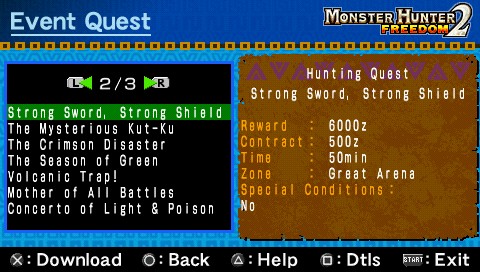 Event Quest
MONSTER HUNTER
FREEDOM 2
L 2/3 R
Strong Sword, Strong Shield
The Mysterious Kut-Ku
The Crimson Disaster
The Season of Green
Volcanic Trap!
Mother of All Battles
Concerto of Light & Poison
Hunting Quest
Strong Sword, Strong Shield
Reward : 6000z
Contract : 500z
Time : 50min
Zone : Great Arena
Special Conditions :
No
:Download :Back :Help :Dtls START :Exit